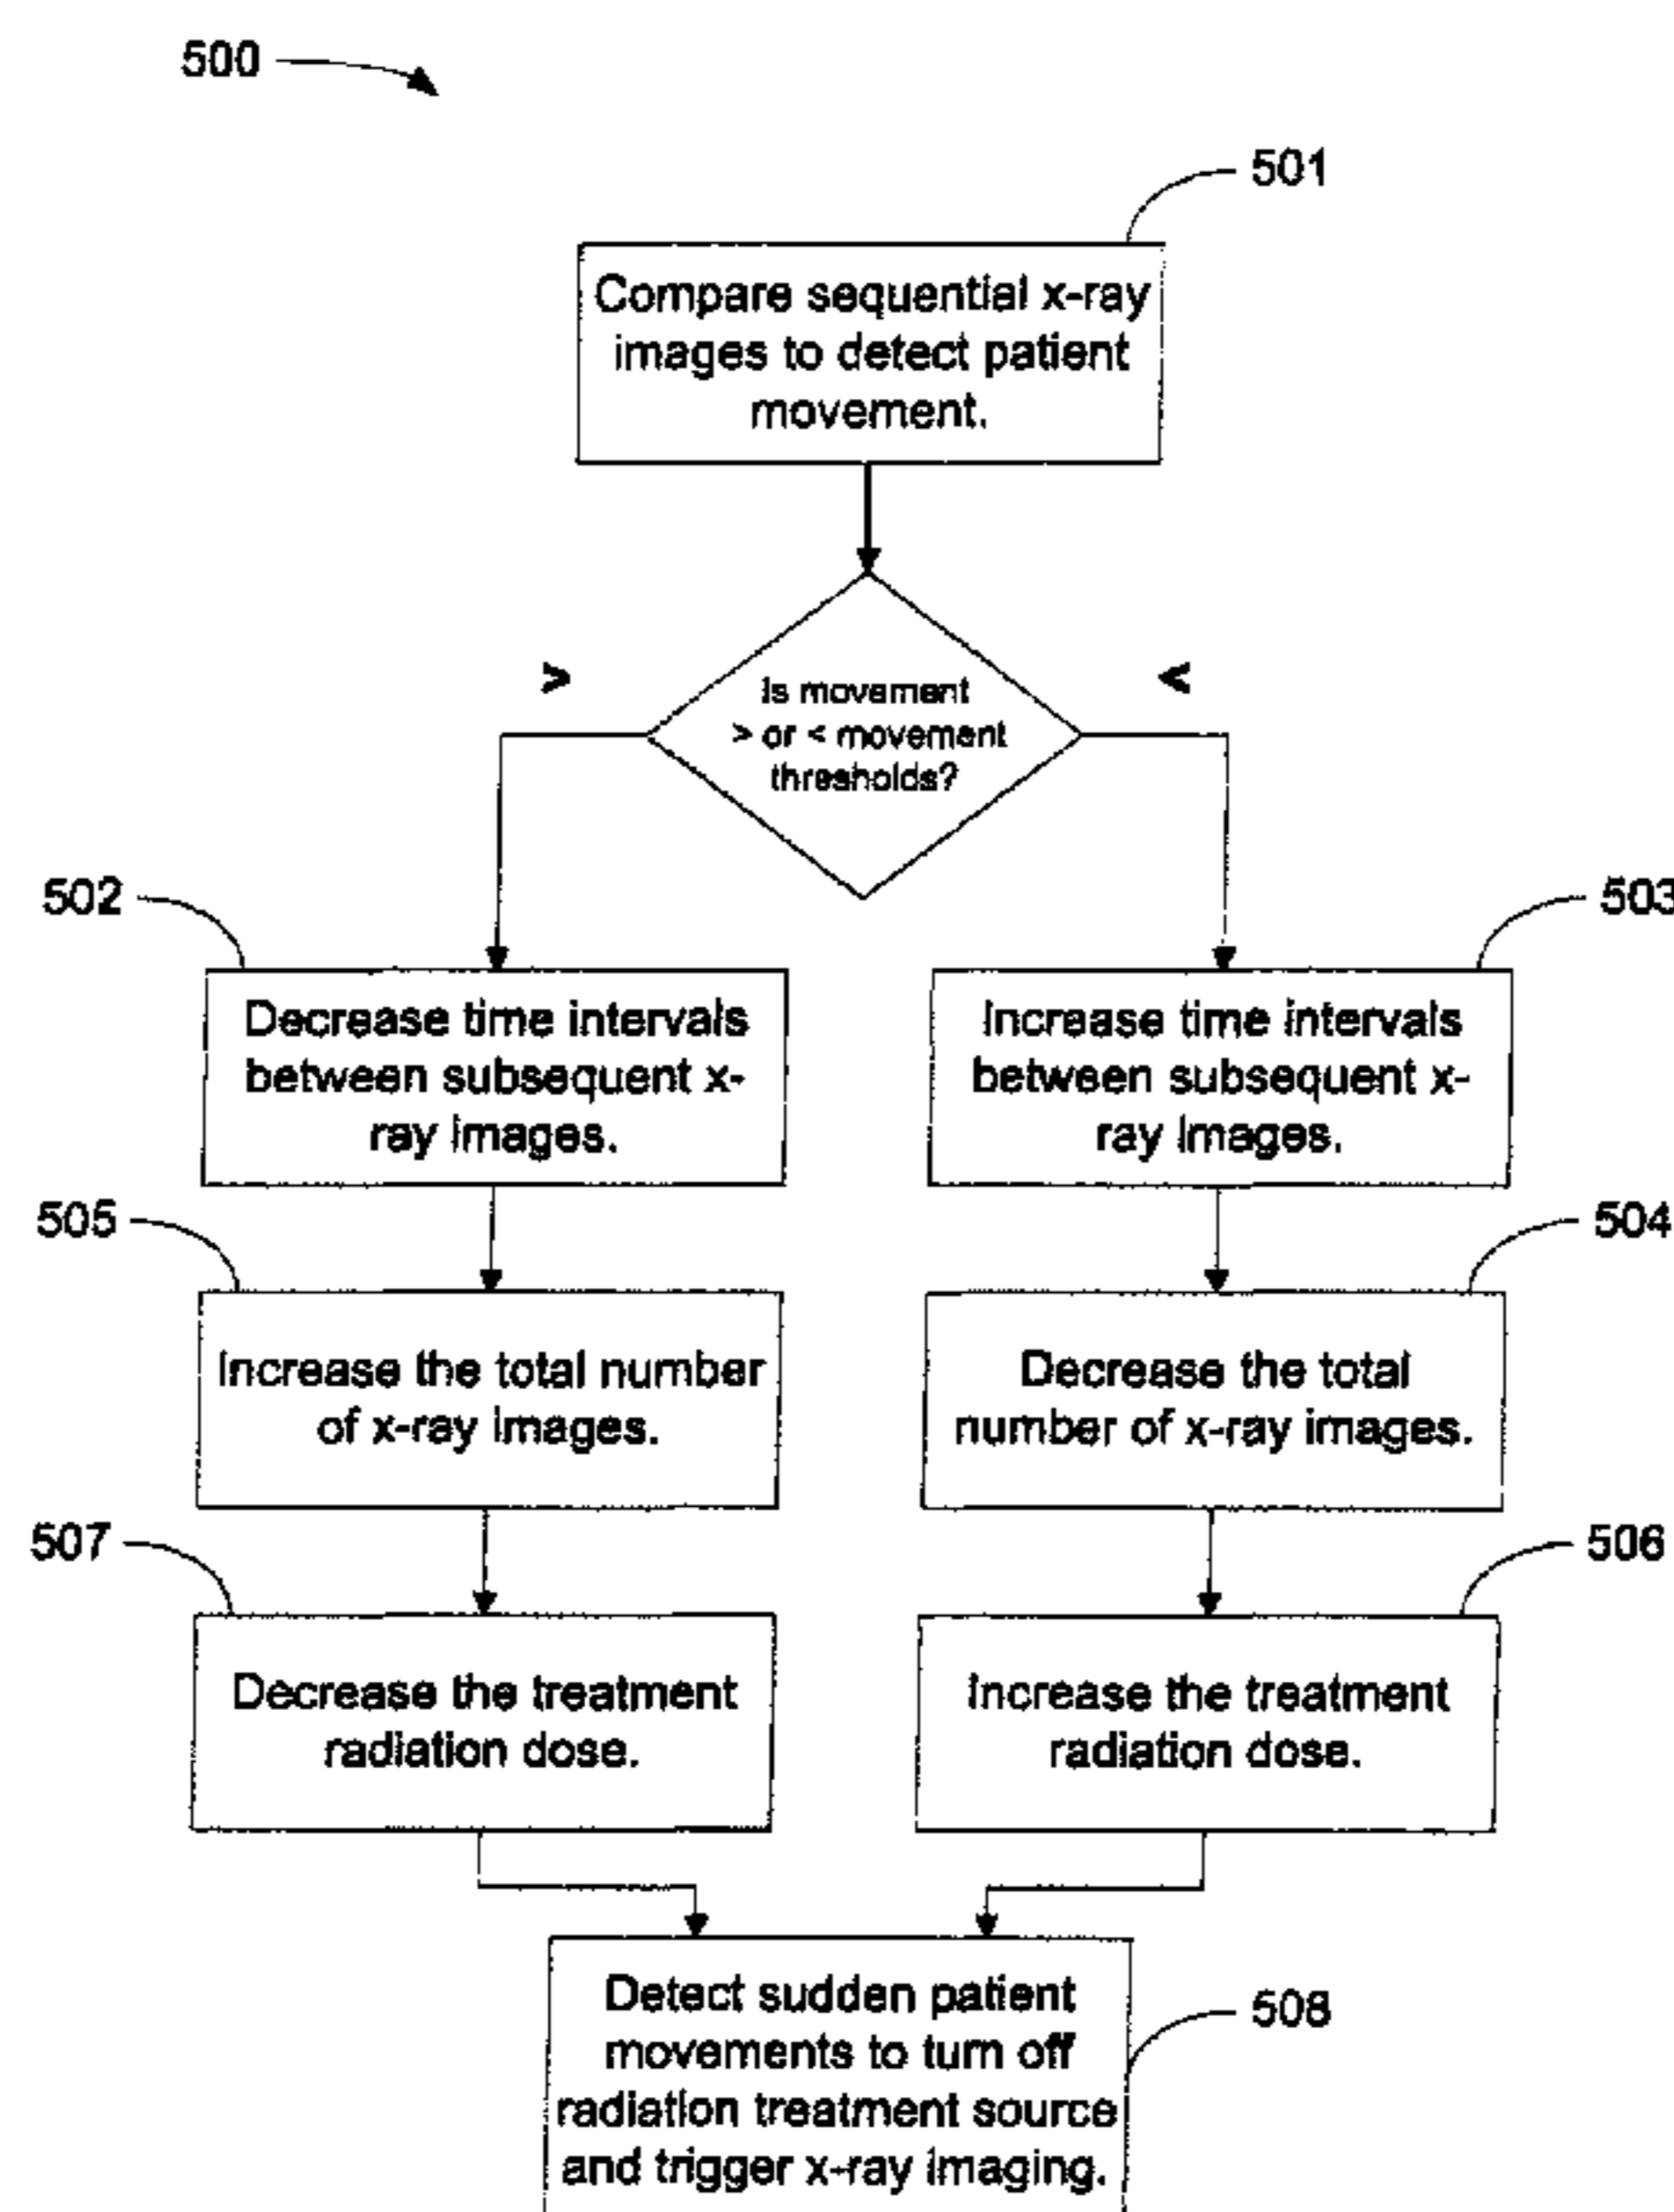 500
501
Compare sequential x-ray
images to detect patient
movement.
>
<
Is movement
> or < movement
thresholds?
502
503
Decrease time intervals
between subsequent x-
ray images.
Increase time intervals
between subsequent x-
ray images.
505
504
Increase the total number
of x-ray images.
Decrease the total
number of x-ray images.
507
506
Decrease the treatment
radiation dose.
Increase the treatment
radiation dose.
Detect sudden patient
movements to turn off
radiation treatment source
and trigger x-ray imaging.
508